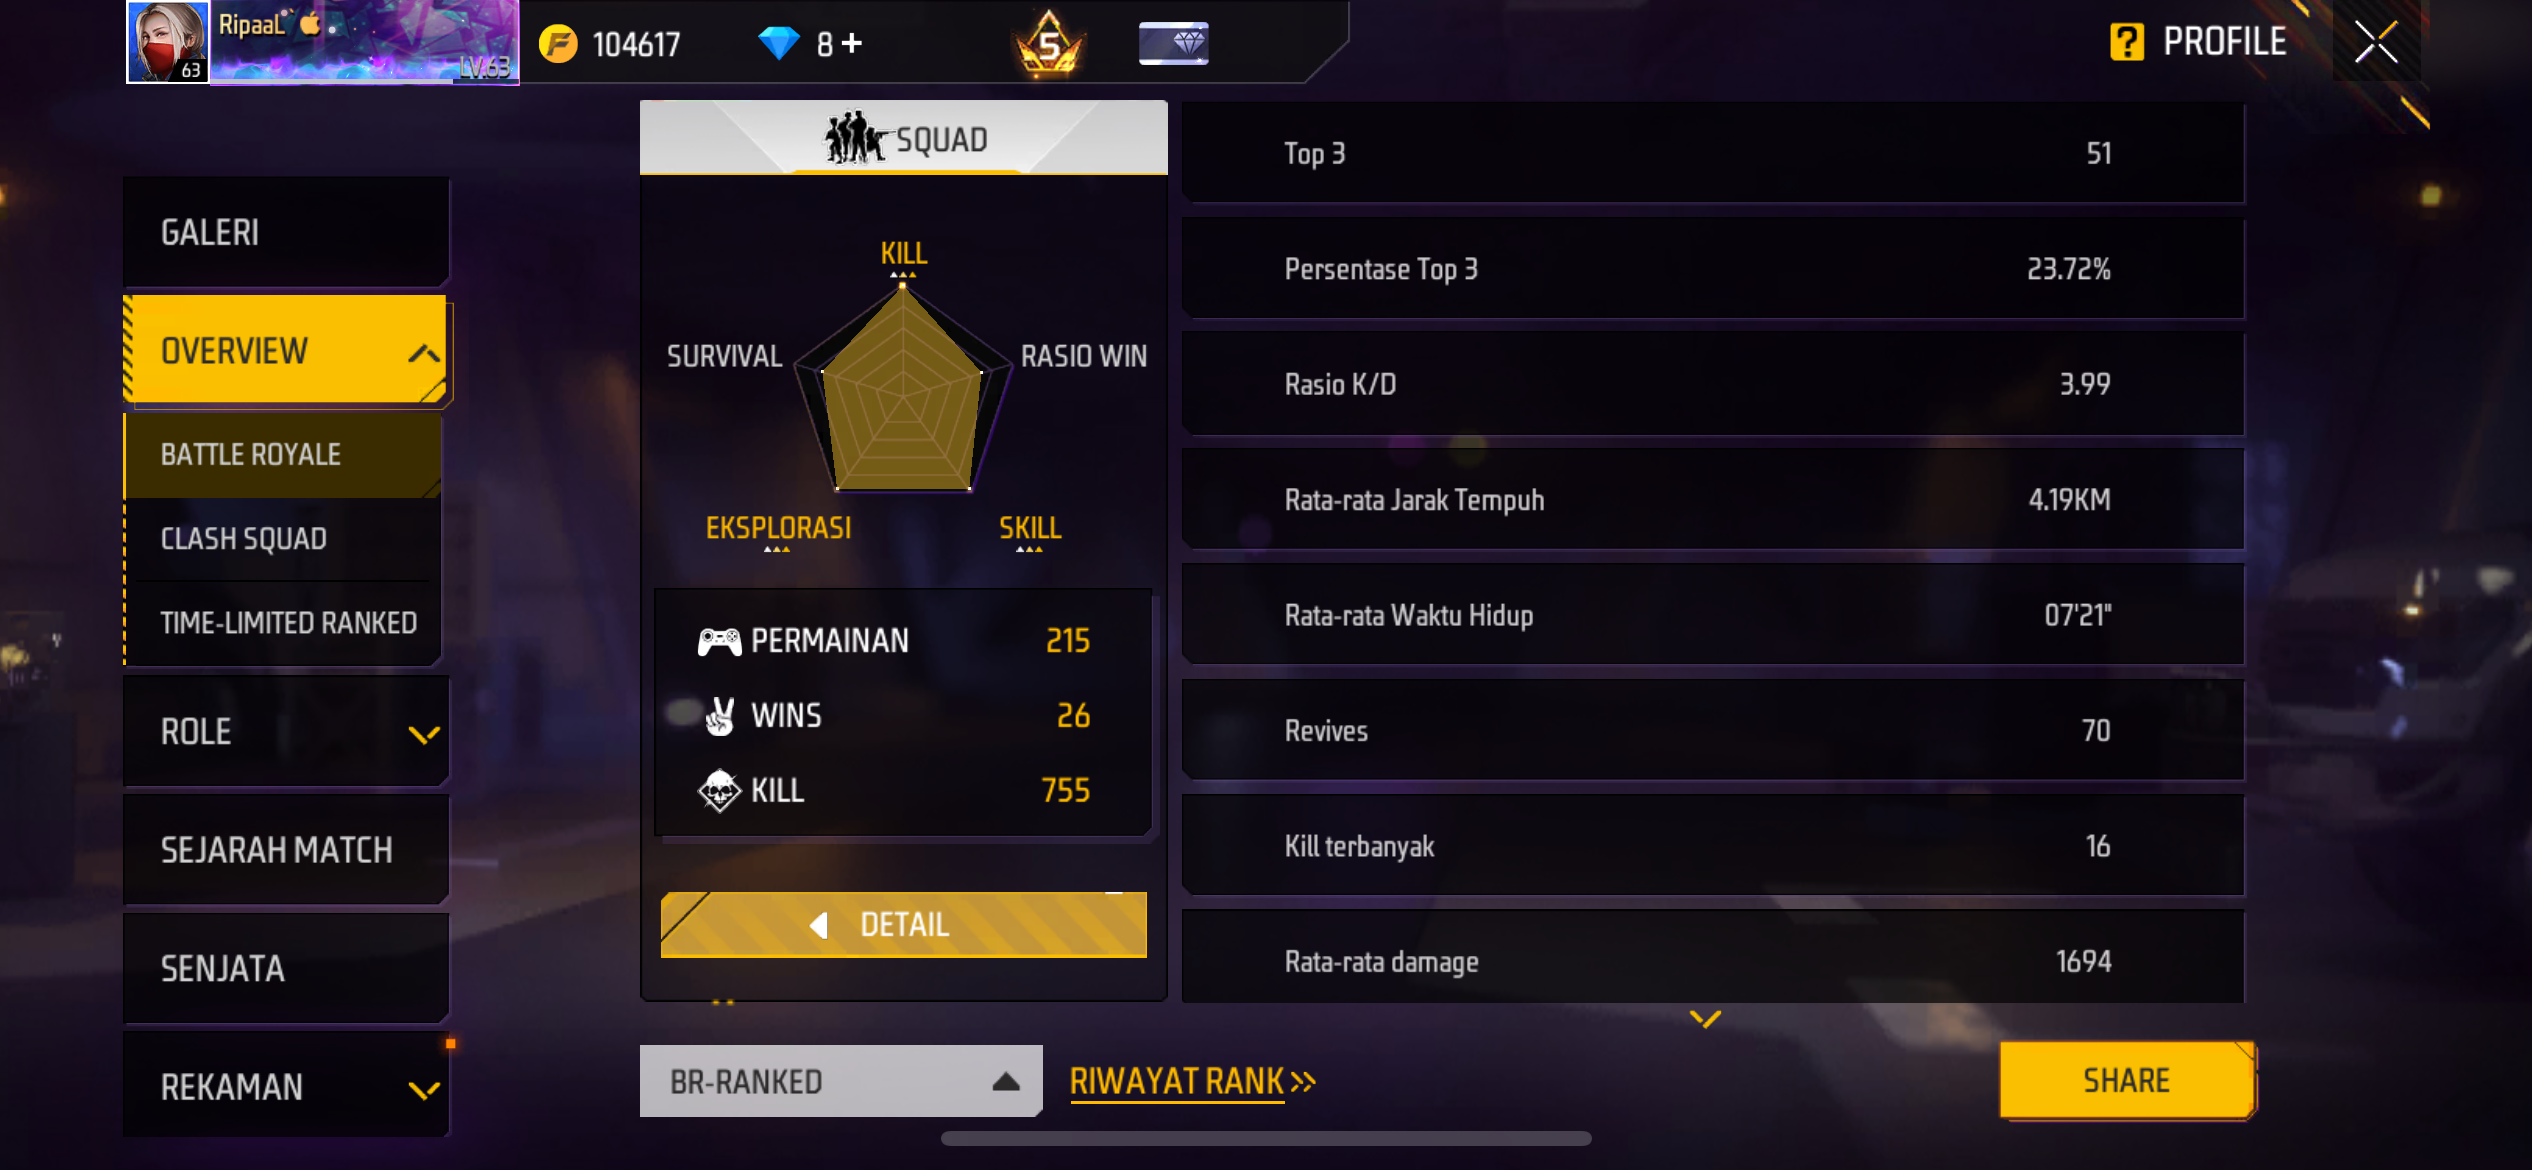 RipaaL
63
LV.63
104617
8+
5
? PROFILE
GALERI
OVERVIEW
BATTLE ROYALE
CLASH SQUAD
TIME-LIMITED RANKED
ROLE
SEJARAH MATCH
SENJATA
REKAMAN
SQUAD
KILL
SURVIVAL
RASIO WIN
EKSPLORASI
SKILL
PERMAINAN 215
WINS 26
KILL 755
DETAIL
Top 3 51
Persentase Top 3 23.72%
Rasio K/D 3.99
Rata-rata Jarak Tempuh 4.19KM
Rata-rata Waktu Hidup 07'21"
Revives 70
Kill terbanyak 16
Rata-rata damage 1694
BR-RANKED
RIWAYAT RANK
SHARE